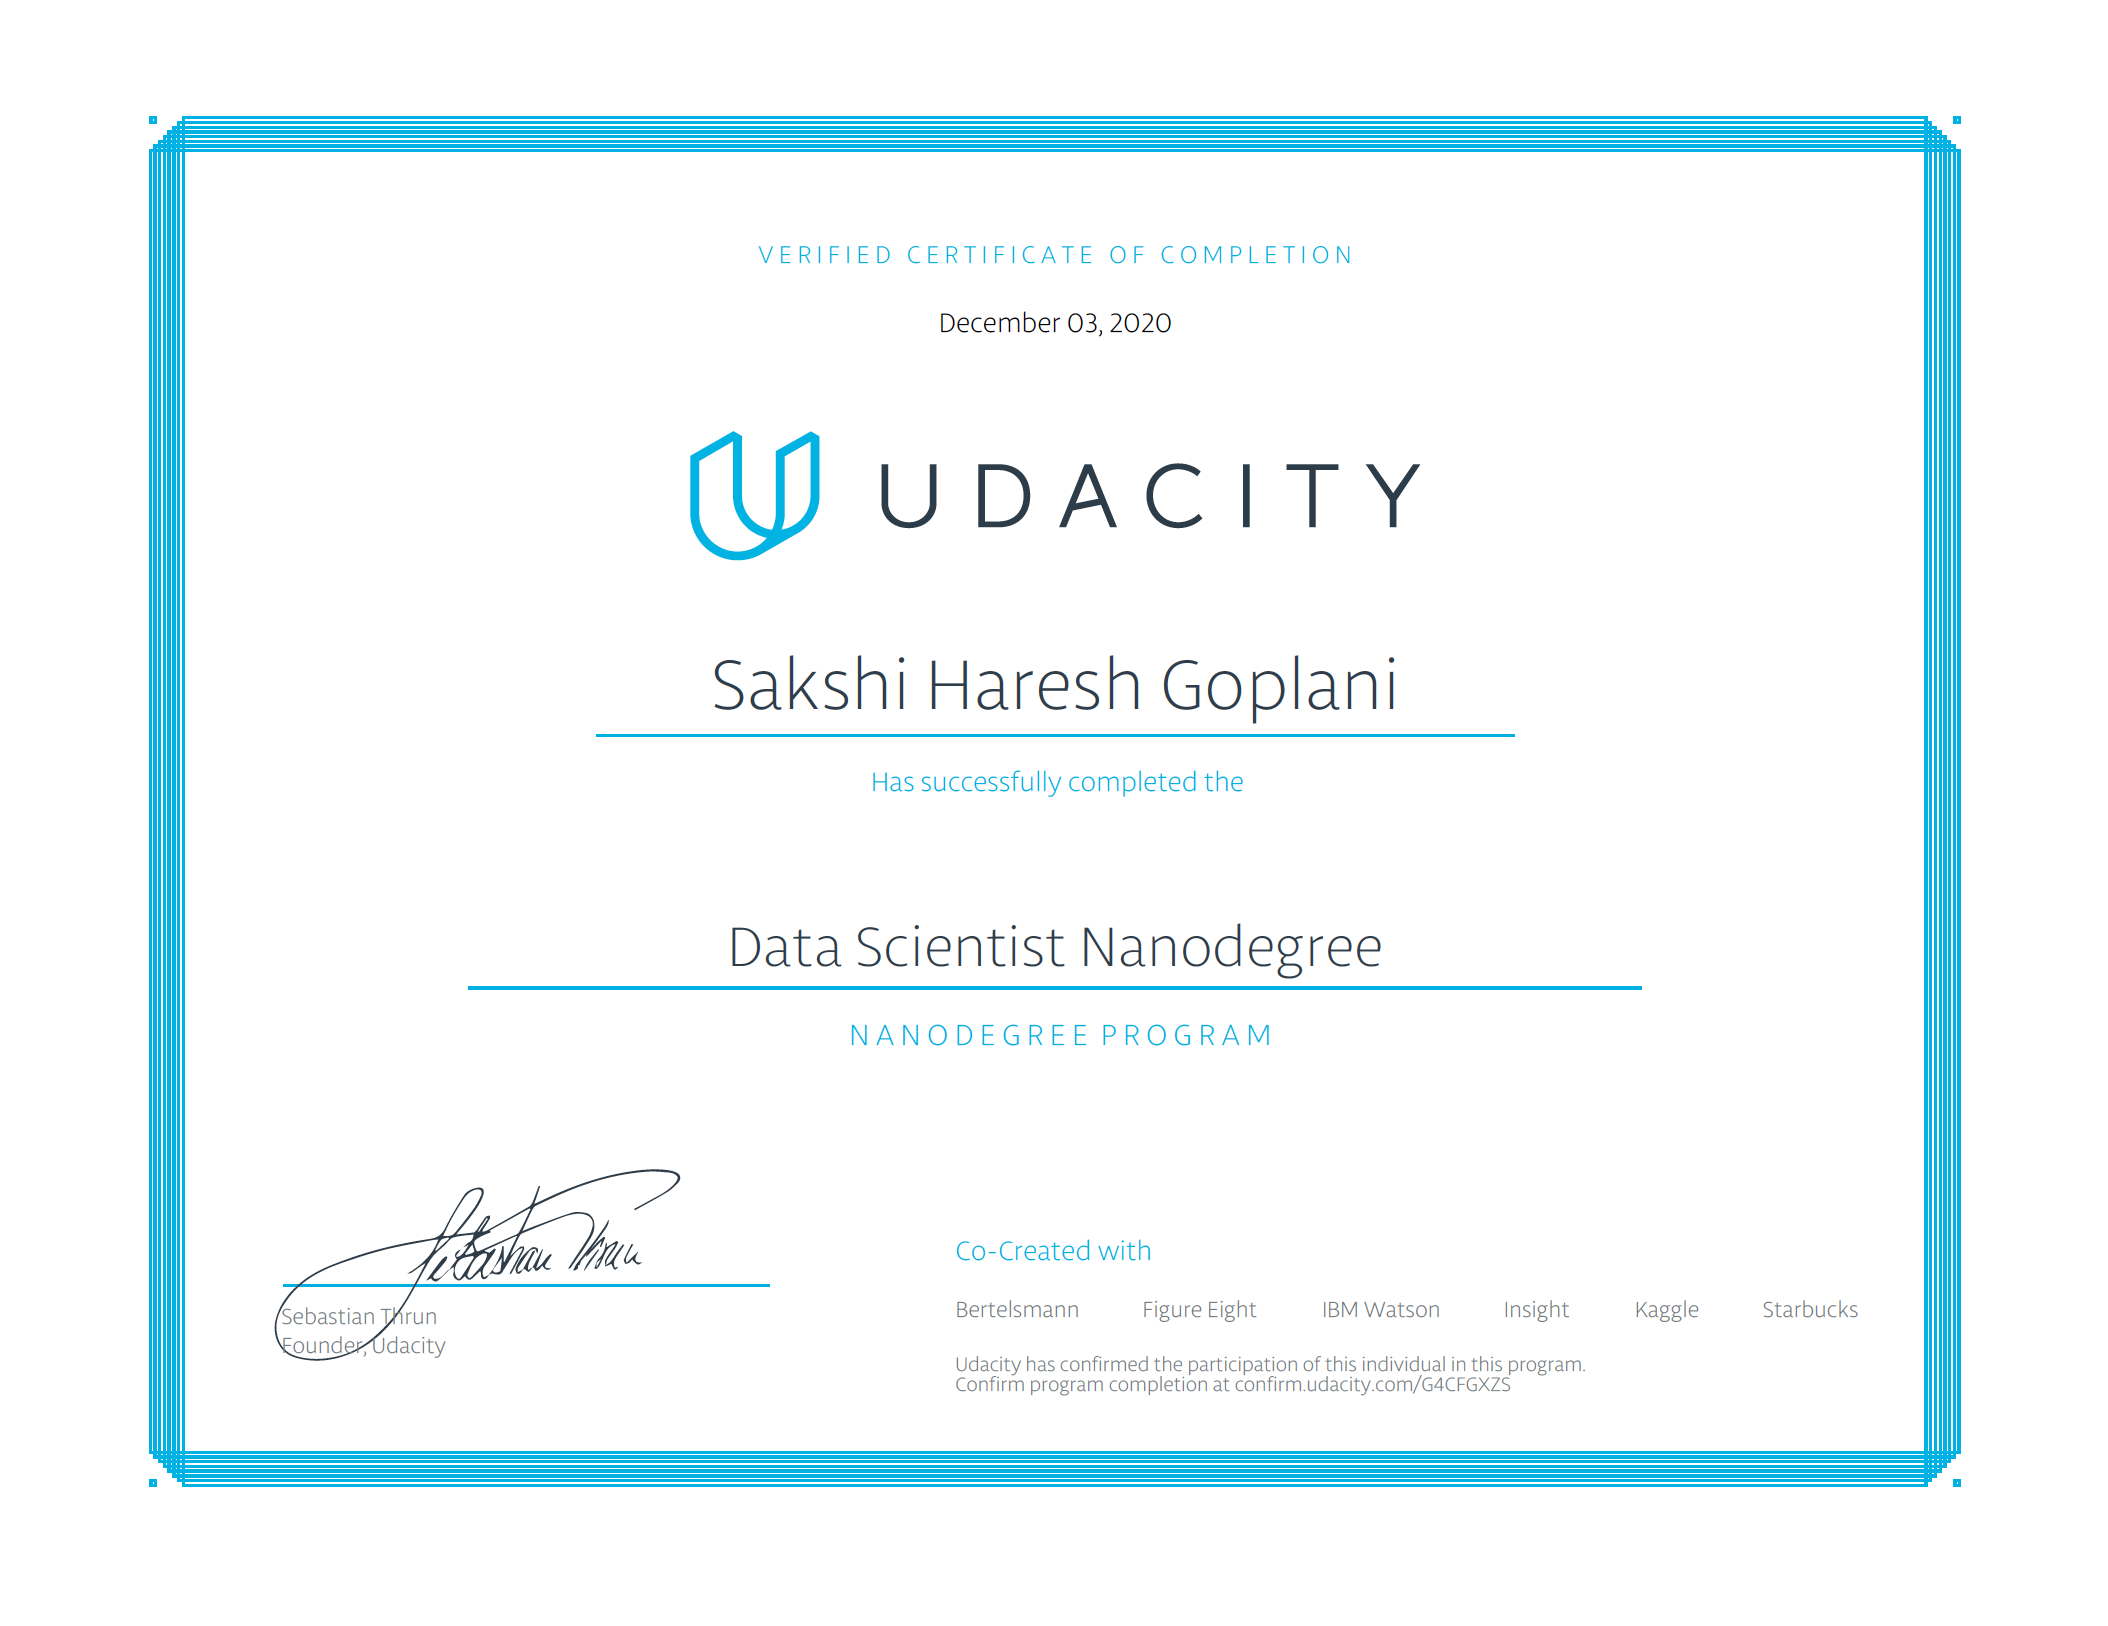 VERIFIED CERTIFICATE OF COMPLETION
December 03, 2020
UDACITY
Sakshi Haresh Goplani
Has successfully completed the
Data Scientist Nanodegree
NANODEGREE PROGRAM
Sebastian Thrun
Sebastian Thrun
Founder, Udacity
Co-Created with
Bertelsmann Figure Eight IBM Watson Insight Kaggle Starbucks
Udacity has confirmed the participation of this individual in this program.
Confirm program completion at confirm.udacity.com/G4CFGXZS